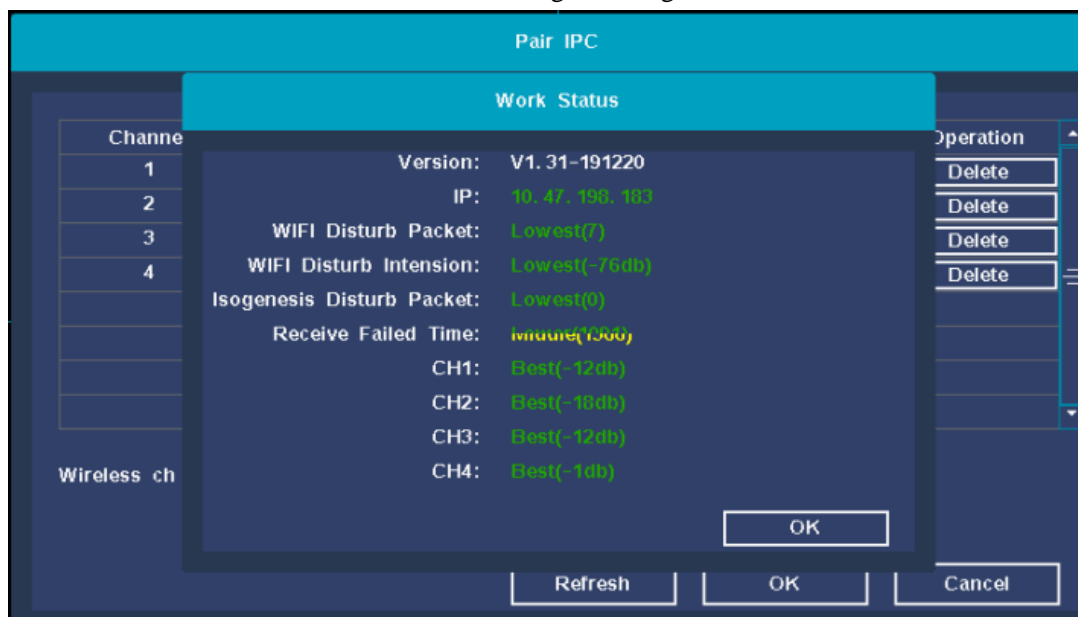 Pair IPC
Work Status
Channe
Operation
Version: V1.31-191220
1
Delete
IP: 10.47.198.183
2
Delete
WIFI Disturb Packet: Lowest(7)
3
Delete
WIFI Disturb Intension: Lowest(-76db)
4
Delete
Isogenesis Disturb Packet: Lowest(0)
Receive Failed Time:
CH1: Best(-12db)
CH2: Best(-18db)
CH3: Best(-12db)
CH4: Best(-1db)
Wireless ch
OK
Refresh
OK
Cancel